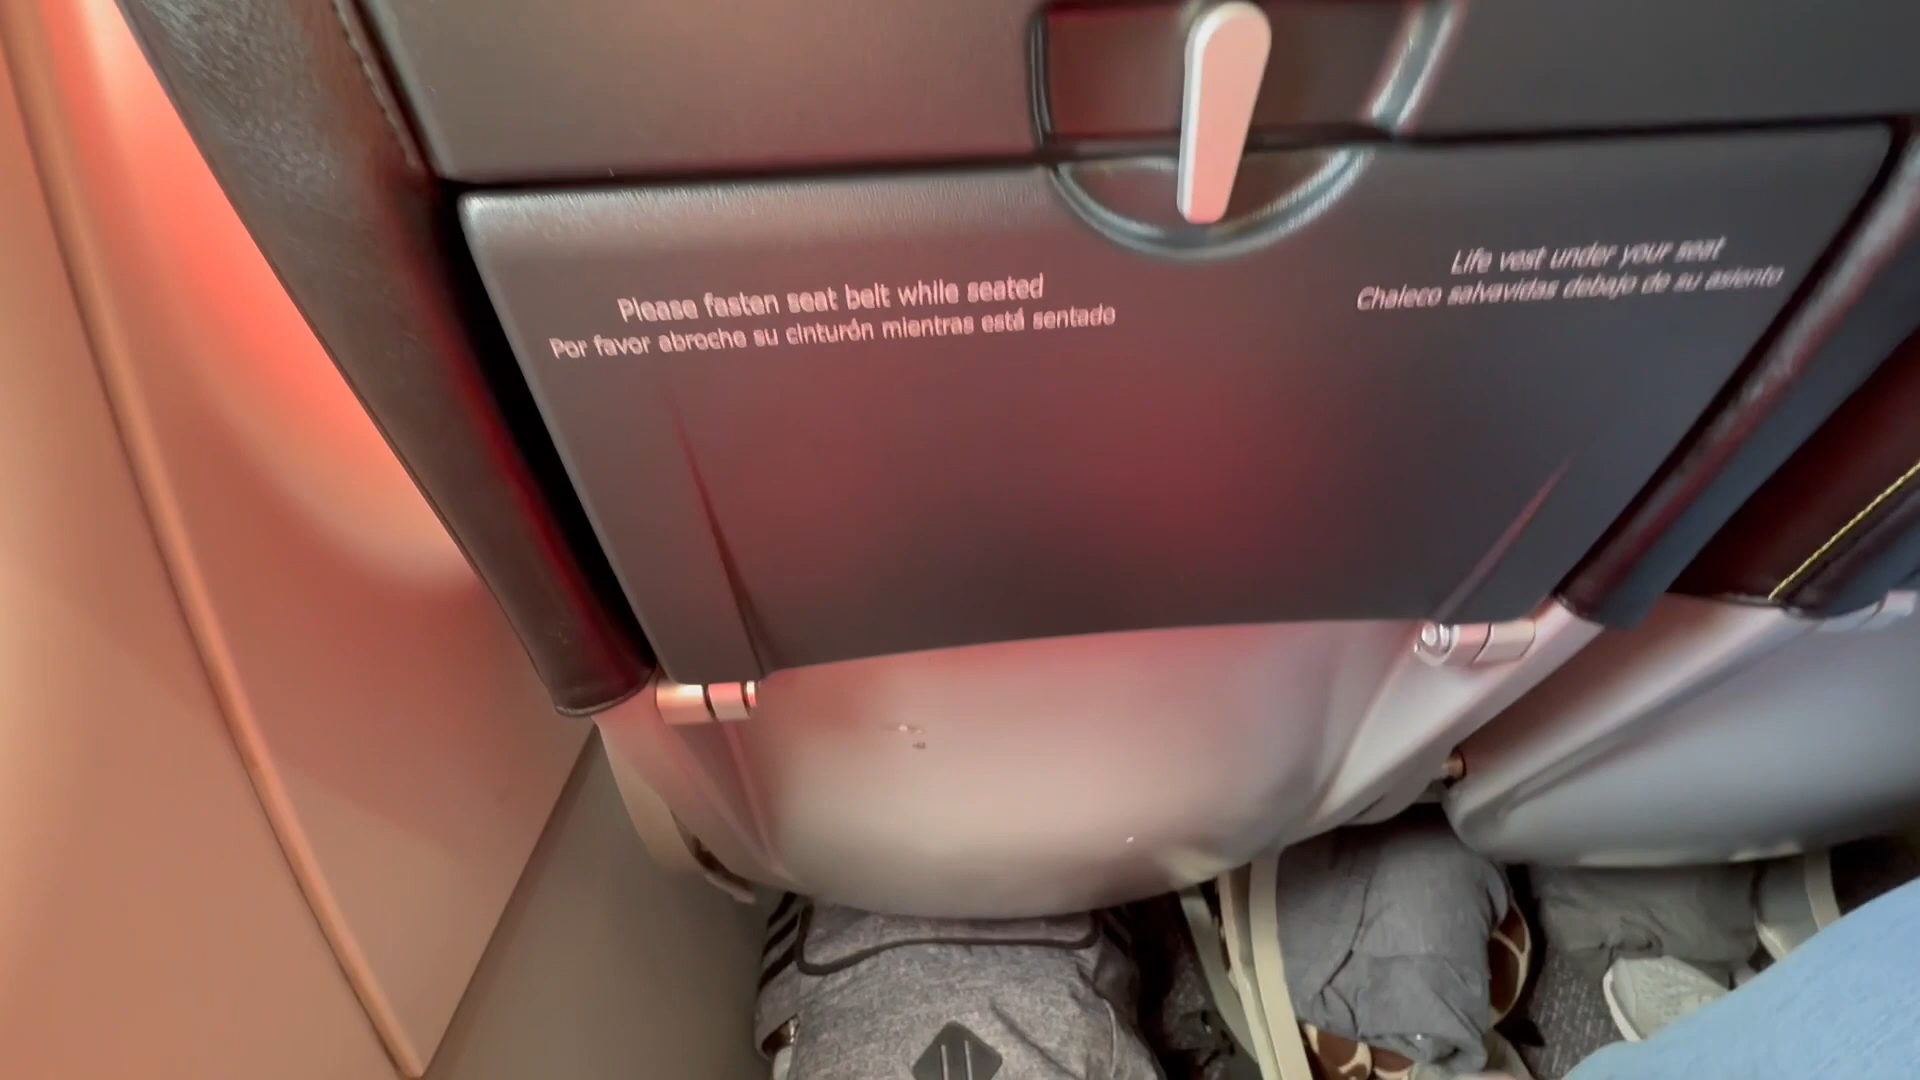 Please fasten seat belt while seated
Por favor abroche su cinturón mientras está sentado
Life vest under your seat
Chaleco salvavidas debajo de su asiento